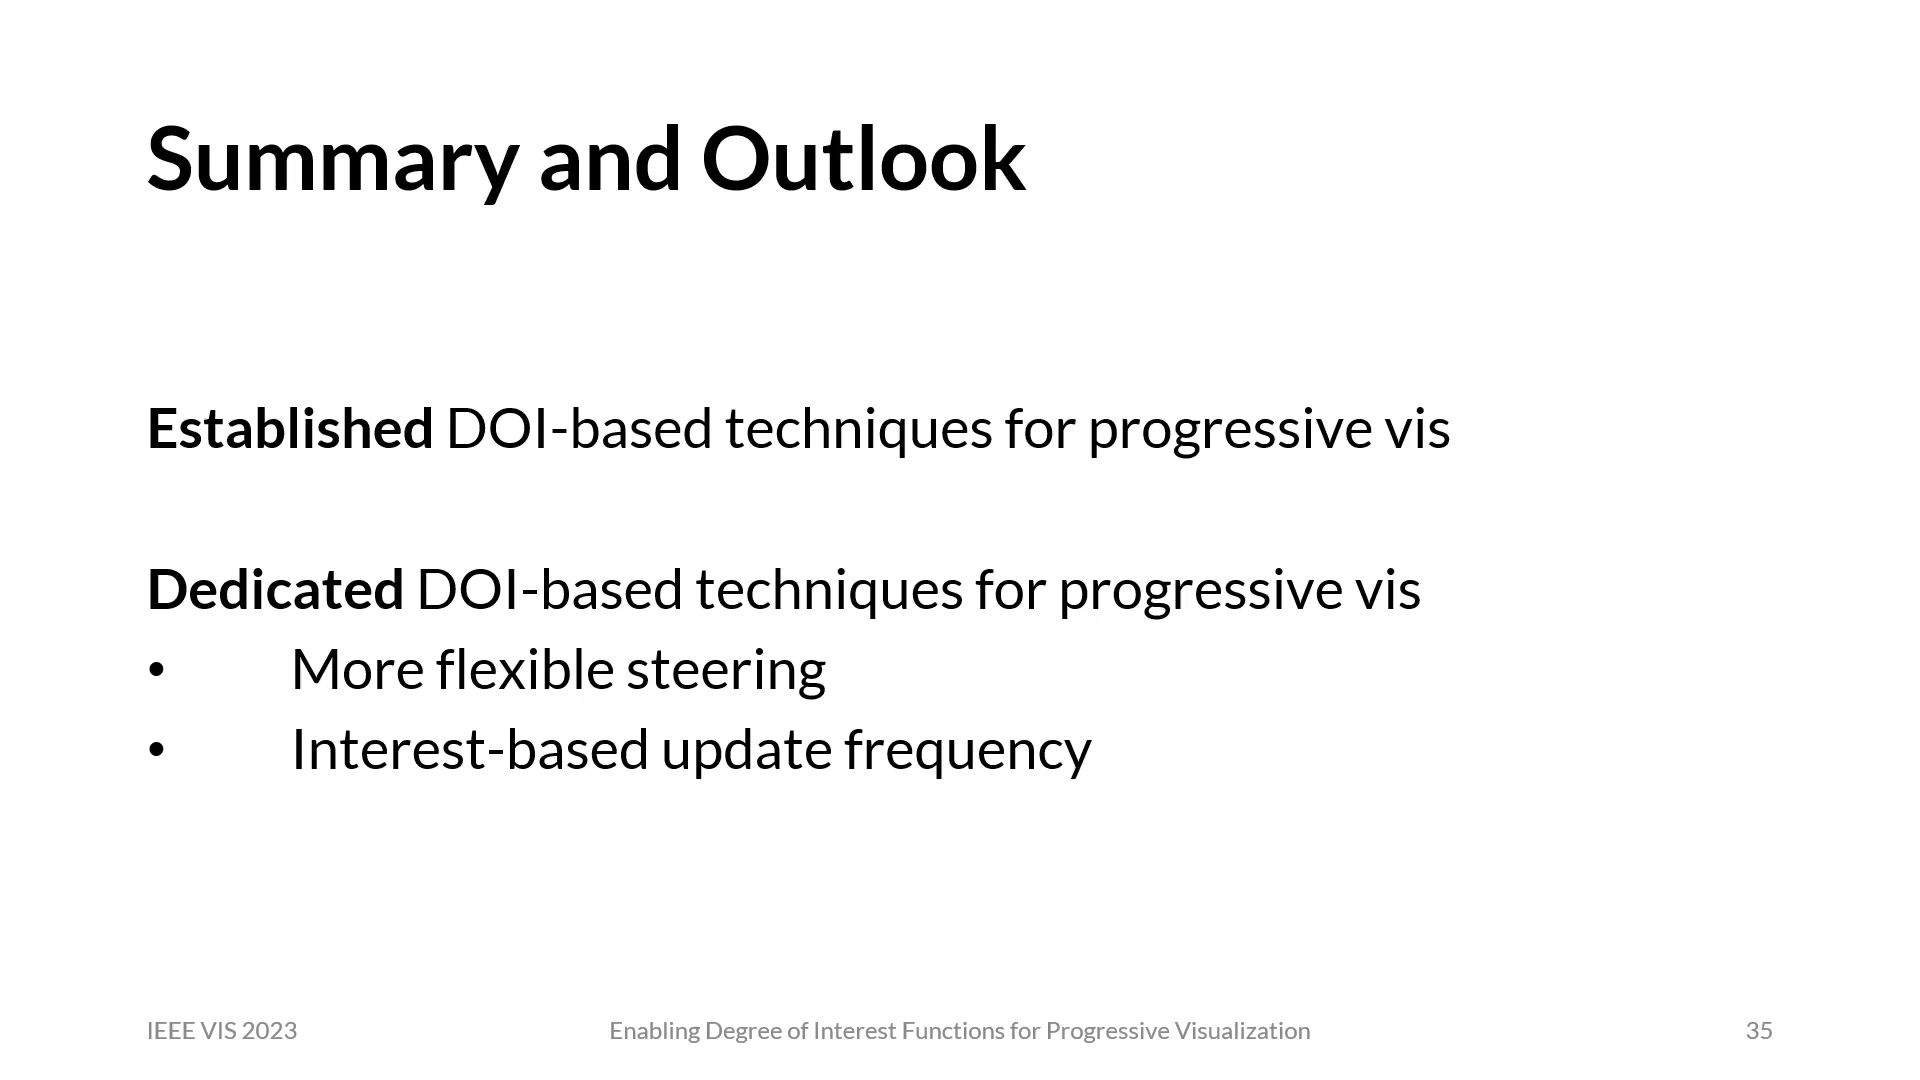 Summary and Outlook
Established DOI-based techniques for progressive vis
Dedicated DOI-based techniques for progressive vis
• More flexible steering
• Interest-based update frequency
IEEE VIS 2023
Enabling Degree of Interest Functions for Progressive Visualization
35